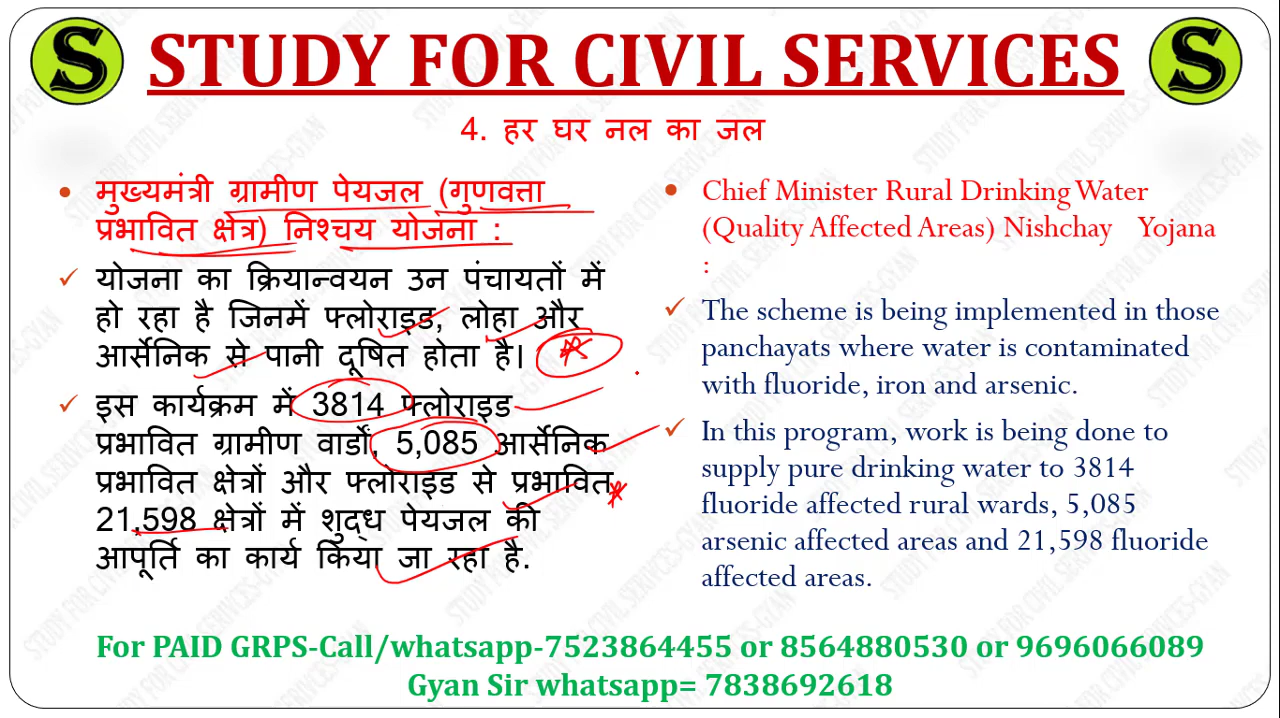 S
STUDY FOR CIVIL SERVICES
S
4. हर घर नल का जल
• मुख्यमंत्री ग्रामीण पेयजल (गुणवत्ता
प्रभावित क्षेत्र) निश्चय योजना :
✓ योजना का क्रियान्वयन उन पंचायतों में
हो रहा है जिनमें फ्लोराइड, लोहा और
आर्सेनिक से पानी दूषित होता है।
✓ इस कार्यक्रम में 3814 फ्लोराइड
प्रभावित ग्रामीण वार्डों, 5,085 आर्सेनिक
प्रभावित क्षेत्रों और फ्लोराइड से प्रभावित
21,598 क्षेत्रों में शुद्ध पेयजल की
आपूर्ति का कार्य किया जा रहा है.
• Chief Minister Rural Drinking Water
(Quality Affected Areas) Nishchay Yojana
:
✓ The scheme is being implemented in those
panchayats where water is contaminated
with fluoride, iron and arsenic.
✓ In this program, work is being done to
supply pure drinking water to 3814
fluoride affected rural wards, 5,085
arsenic affected areas and 21,598 fluoride
affected areas.
For PAID GRPS-Call/whatsapp-7523864455 or 8564880530 or 9696066089
Gyan Sir whatsapp= 7838692618